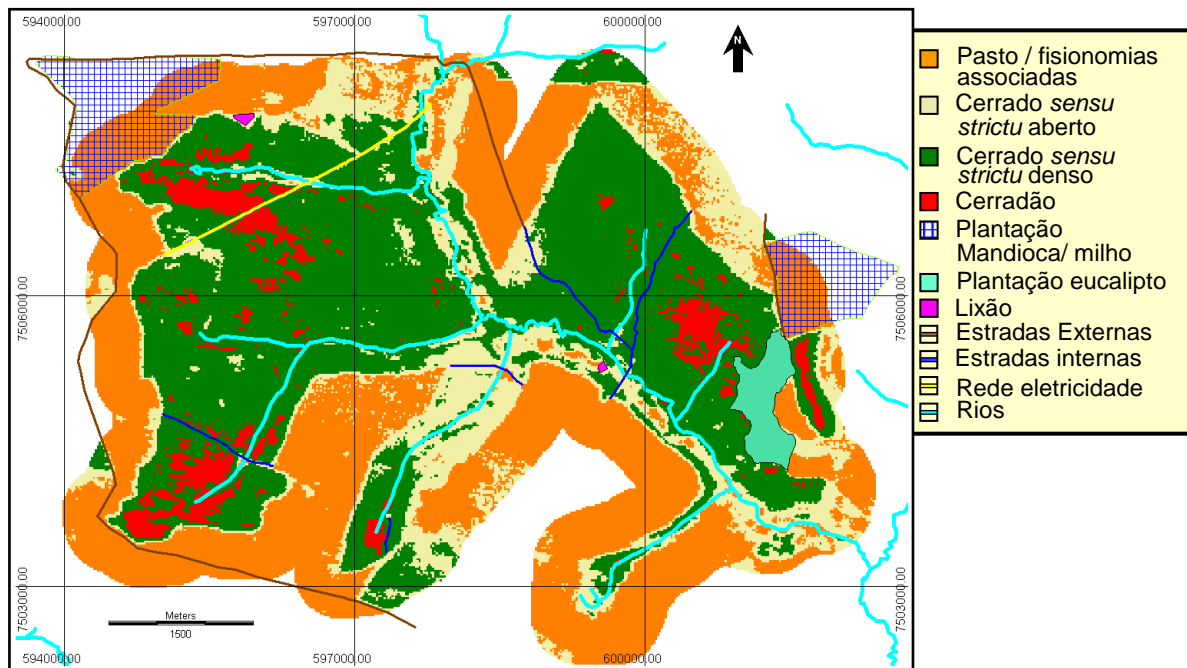 594000.00
597000.00
600000.00
N
7506000.00
7506000.00
7503000.00
7503000.00
Meters
1500
594000.00
597000.00
600000.00
Pasto / fisionomias
associadas
Cerrado sensu
strictu aberto
Cerrado sensu
strictu denso
Cerradão
Plantação
Mandioca/ milho
Plantação eucalipto
Lixão
Estradas Externas
Estradas internas
Rede eletricidade
Rios